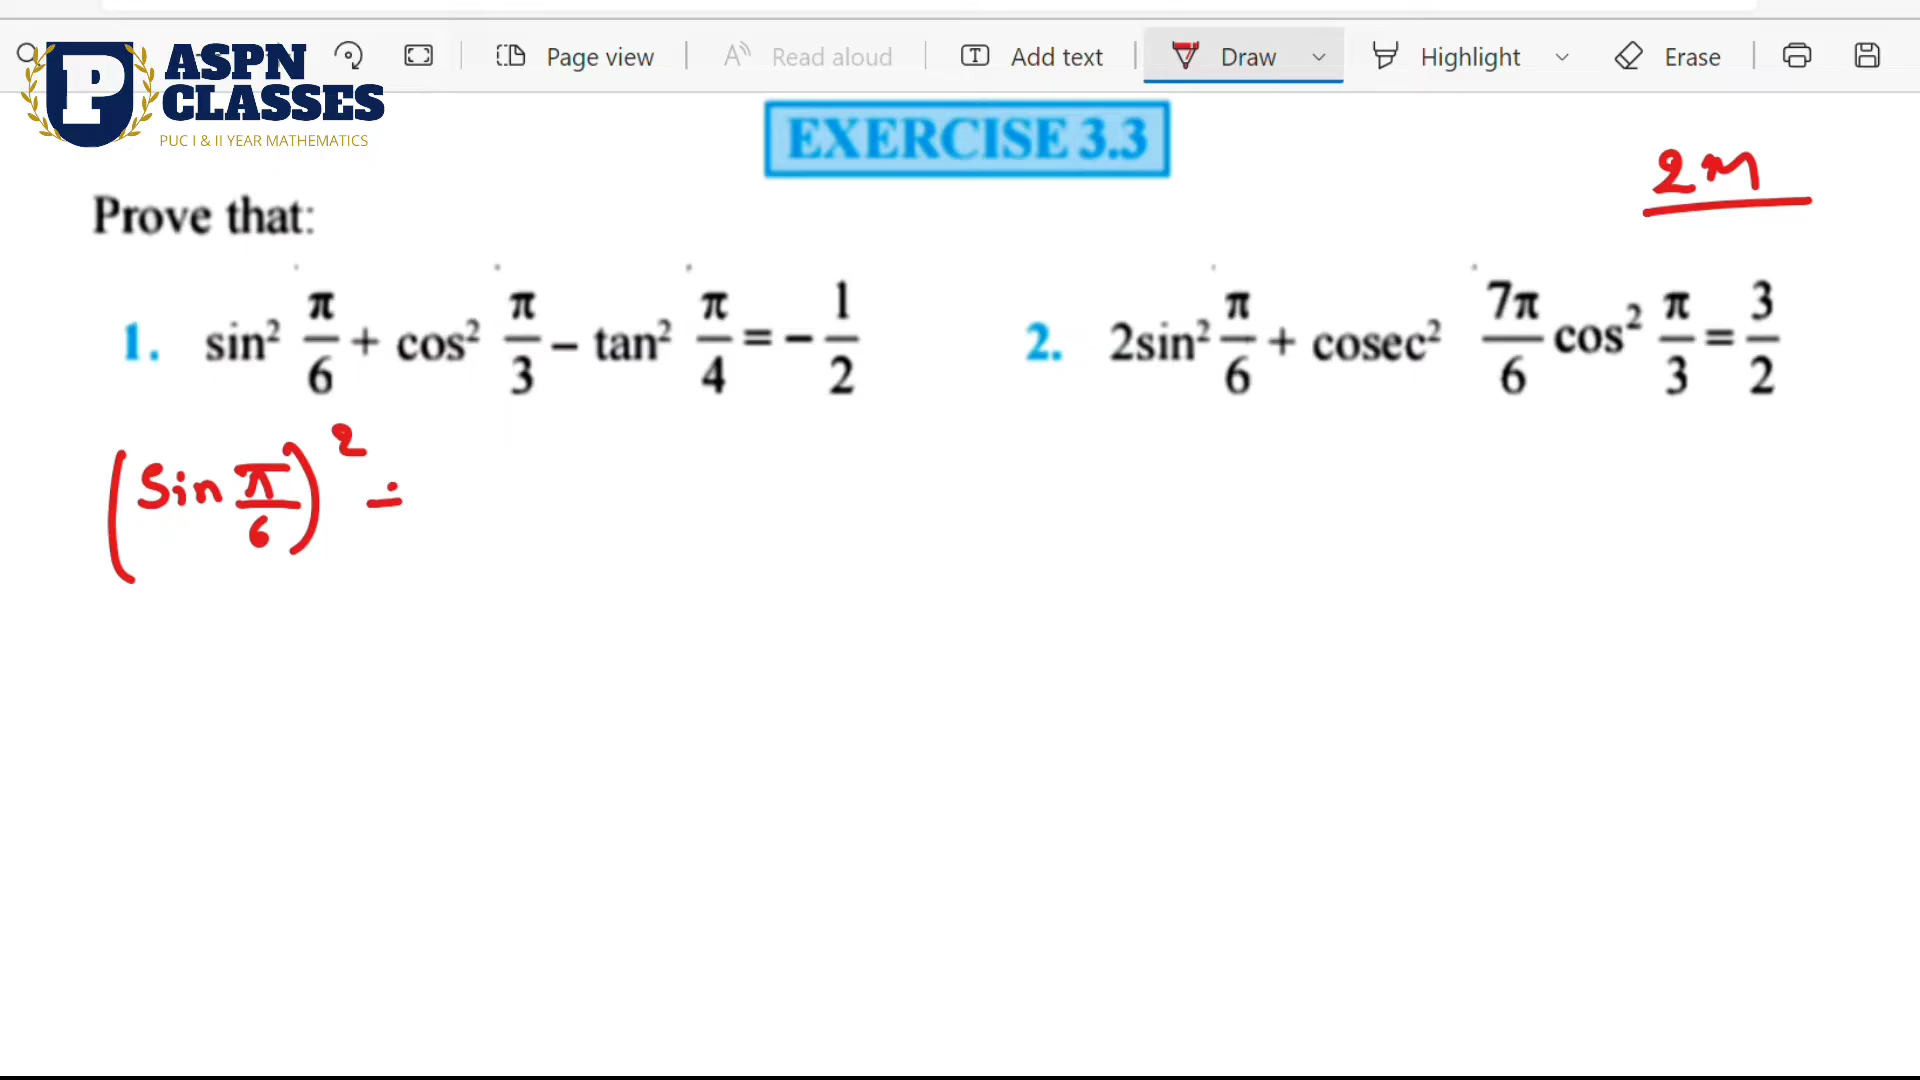 Page view Read aloud Add text Draw Highlight Erase
P ASPN CLASSES
PUC I & II YEAR MATHEMATICS
EXERCISE 3.3
2M
Prove that:
1. sin² π/6 + cos² π/3 – tan² π/4 = – 1/2
2. 2sin² π/6 + cosec² 7π/6 cos² π/3 = 3/2
(Sin π/6)²